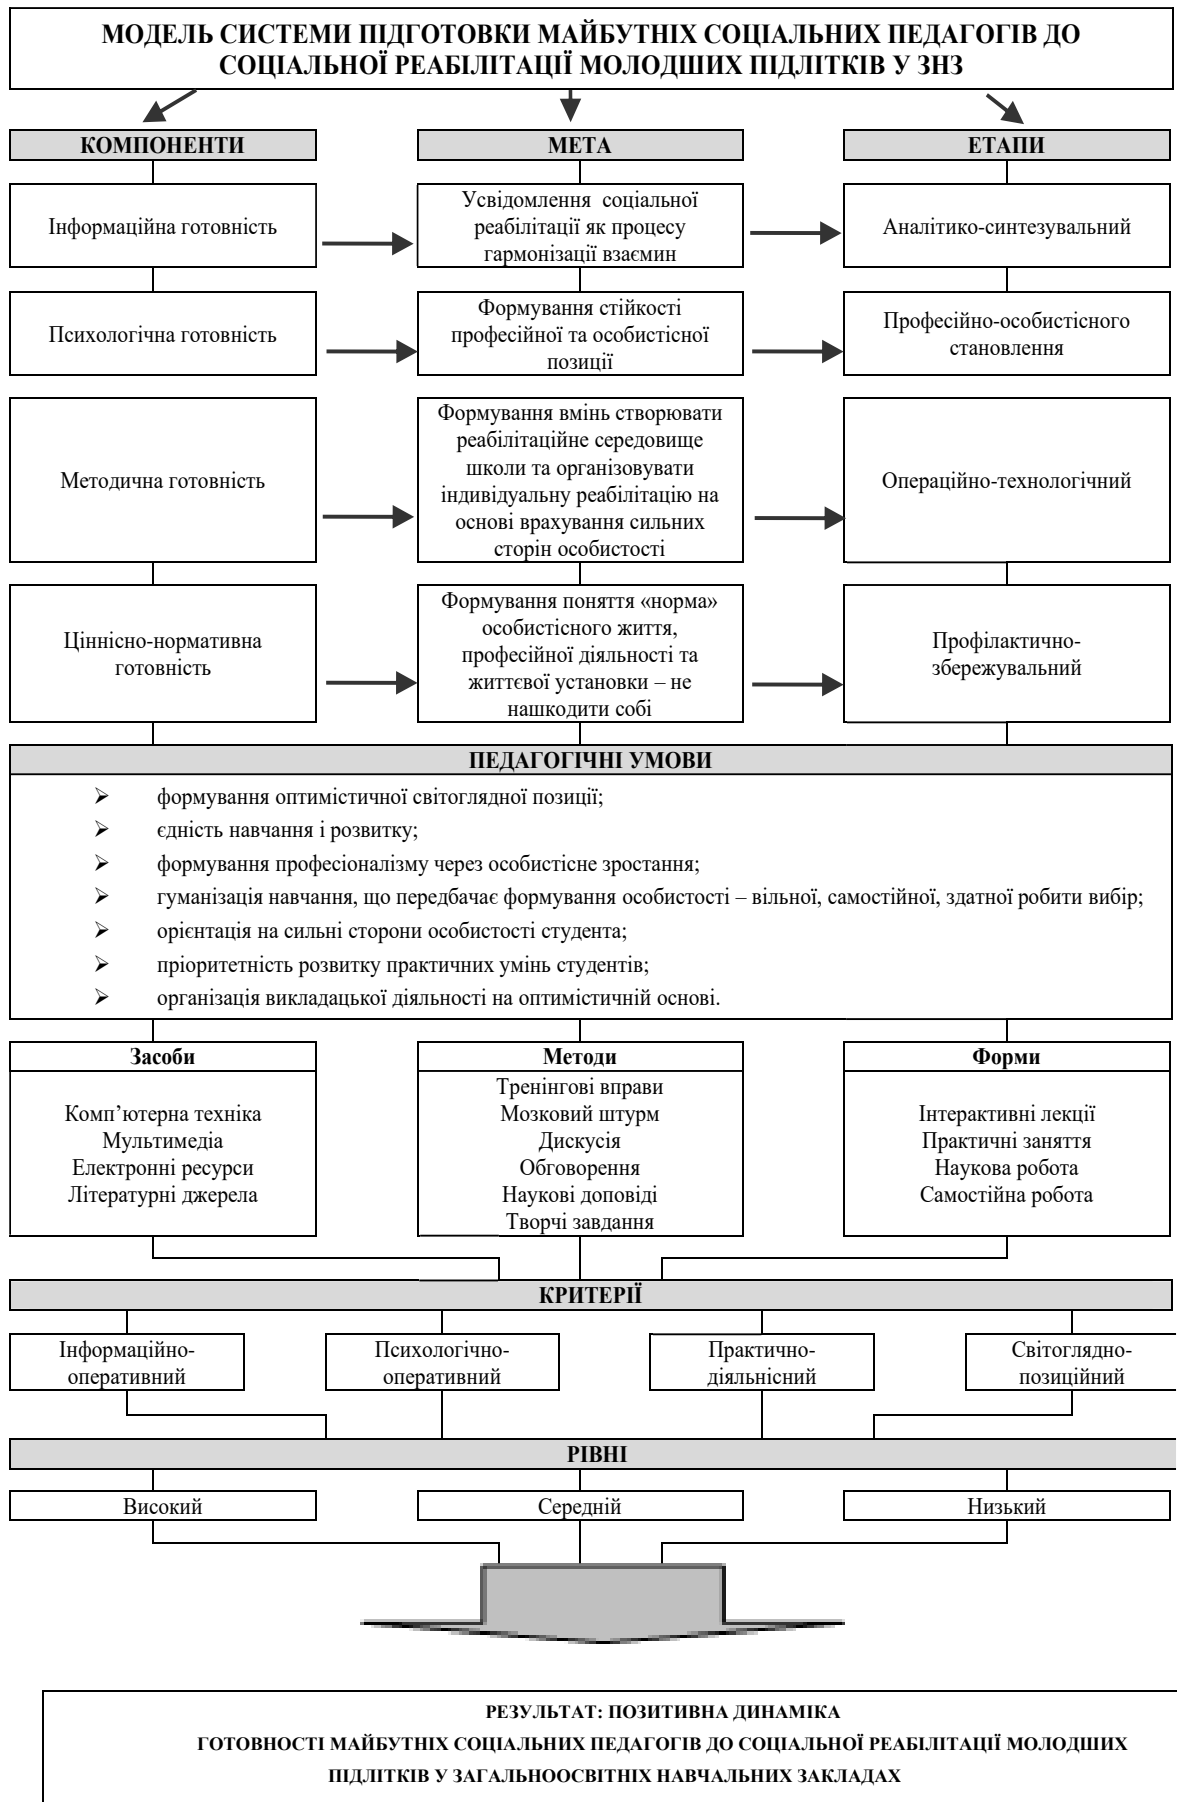 МОДЕЛЬ СИСТЕМИ ПІДГОТОВКИ МАЙБУТНІХ СОЦІАЛЬНИХ ПЕДАГОГІВ ДО
СОЦІАЛЬНОЇ РЕАБІЛІТАЦІЇ МОЛОДШИХ ПІДЛІТКІВ У ЗНЗ
КОМПОНЕНТИ
МЕТА
ЕТАПИ
Інформаційна готовність
Усвідомлення соціальної
реабілітації як процесу
гармонізації взаємин
Аналітико-синтезувальний
Психологічна готовність
Формування стійкості
професійної та особистісної
позиції
Професійно-особистісного
становлення
Методична готовність
Формування вмінь створювати
реабілітаційне середовище
школи та організовувати
індивідуальну реабілітацію на
основі врахування сильних
сторін особистості
Операційно-технологічний
Ціннісно-нормативна
готовність
Формування поняття «норма»
особистісного життя,
професійної діяльності та
життєвої установки – не
нашкодити собі
Профілактично-
збережувальний
ПЕДАГОГІЧНІ УМОВИ
➢ формування оптимістичної світоглядної позиції;
➢ єдність навчання і розвитку;
➢ формування професіоналізму через особистісне зростання;
➢ гуманізація навчання, що передбачає формування особистості – вільної, самостійної, здатної робити вибір;
➢ орієнтація на сильні сторони особистості студента;
➢ пріоритетність розвитку практичних умінь студентів;
➢ організація викладацької діяльності на оптимістичній основі.
Засоби
Комп’ютерна техніка
Мультимедіа
Електронні ресурси
Літературні джерела
Методи
Тренінгові вправи
Мозковий штурм
Дискусія
Обговорення
Наукові доповіді
Творчі завдання
Форми
Інтерактивні лекції
Практичні заняття
Наукова робота
Самостійна робота
КРИТЕРІЇ
Інформаційно-
оперативний
Психологічно-
оперативний
Практично-
діяльнісний
Світоглядно-
позиційний
РІВНІ
Високий
Середній
Низький
РЕЗУЛЬТАТ: ПОЗИТИВНА ДИНАМІКА
ГОТОВНОСТІ МАЙБУТНІХ СОЦІАЛЬНИХ ПЕДАГОГІВ ДО СОЦІАЛЬНОЇ РЕАБІЛІТАЦІЇ МОЛОДШИХ
ПІДЛІТКІВ У ЗАГАЛЬНООСВІТНІХ НАВЧАЛЬНИХ ЗАКЛАДАХ